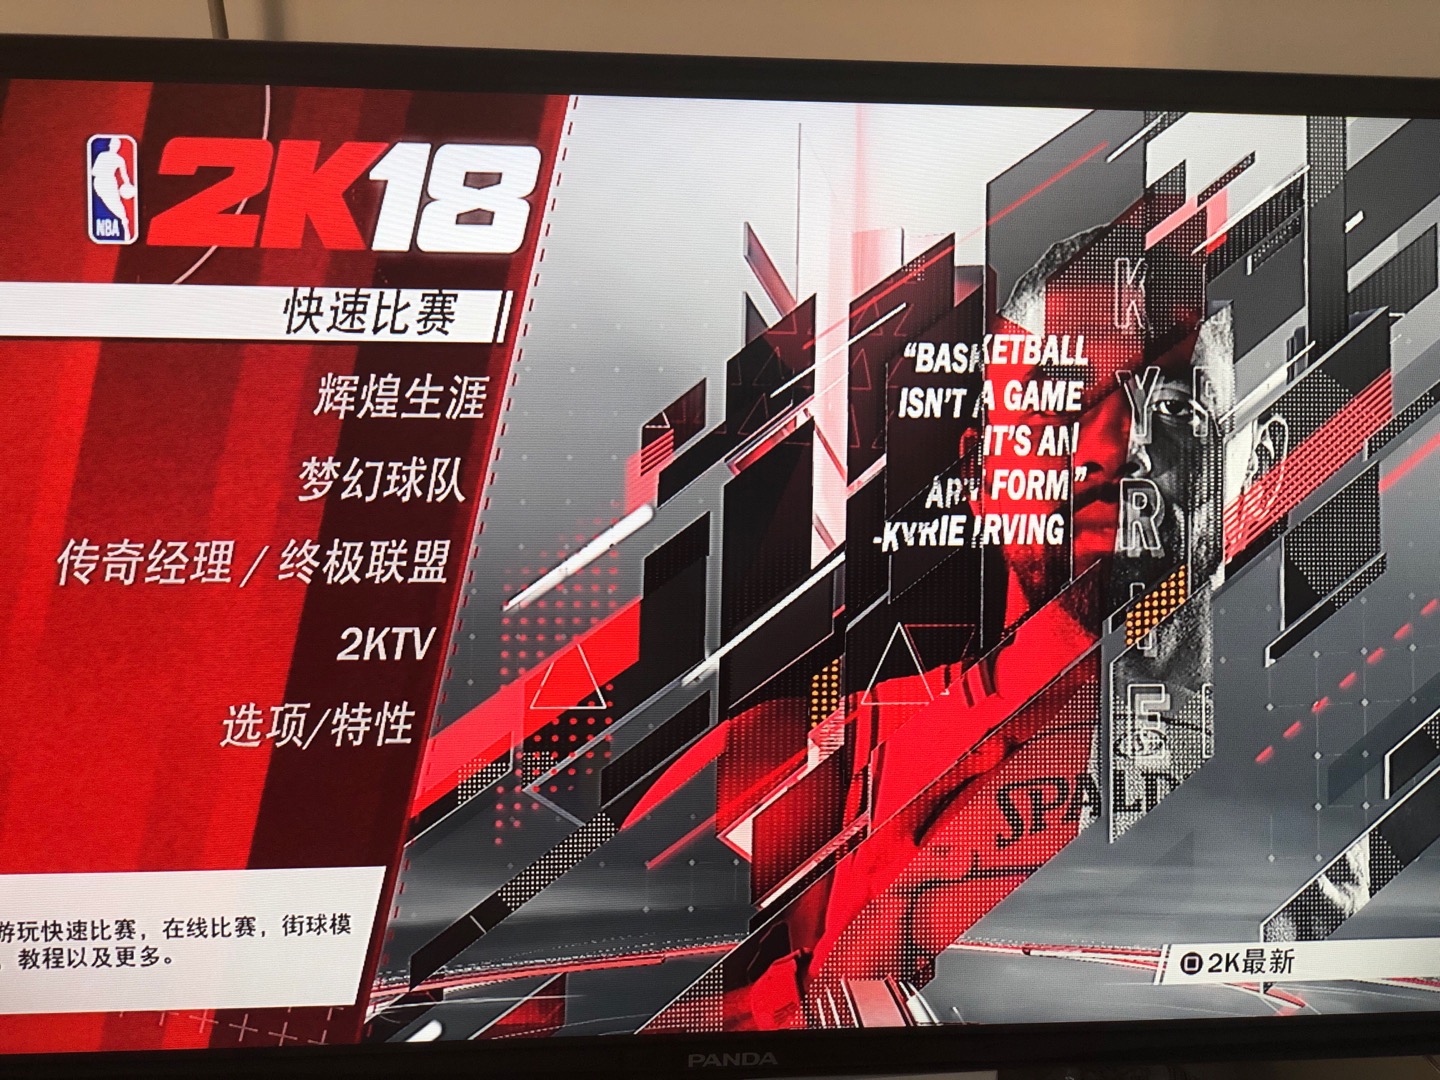 NBA
2K18
快速比赛
辉煌生涯
梦幻球队
传奇经理 / 终极联盟
2KTV
选项/特性
游玩快速比赛，在线比赛，街球模
，教程以及更多。
“BASKETBALL
ISN'T A GAME
IT'S AN
ART FORM”
-KYRIE IRVING
KYRIE
SPALD
2K最新
PANDA